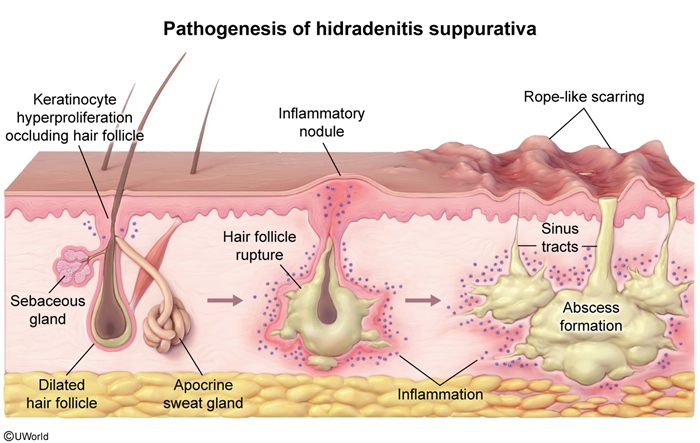 Pathogenesis of hidradenitis suppurativa
Keratinocyte
hyperproliferation
occluding hair follicle
Inflammatory
nodule
Rope-like scarring
Hair follicle
rupture
Sinus
tracts
Sebaceous
gland
Abscess
formation
Dilated
hair follicle
Apocrine
sweat gland
Inflammation
©UWorld